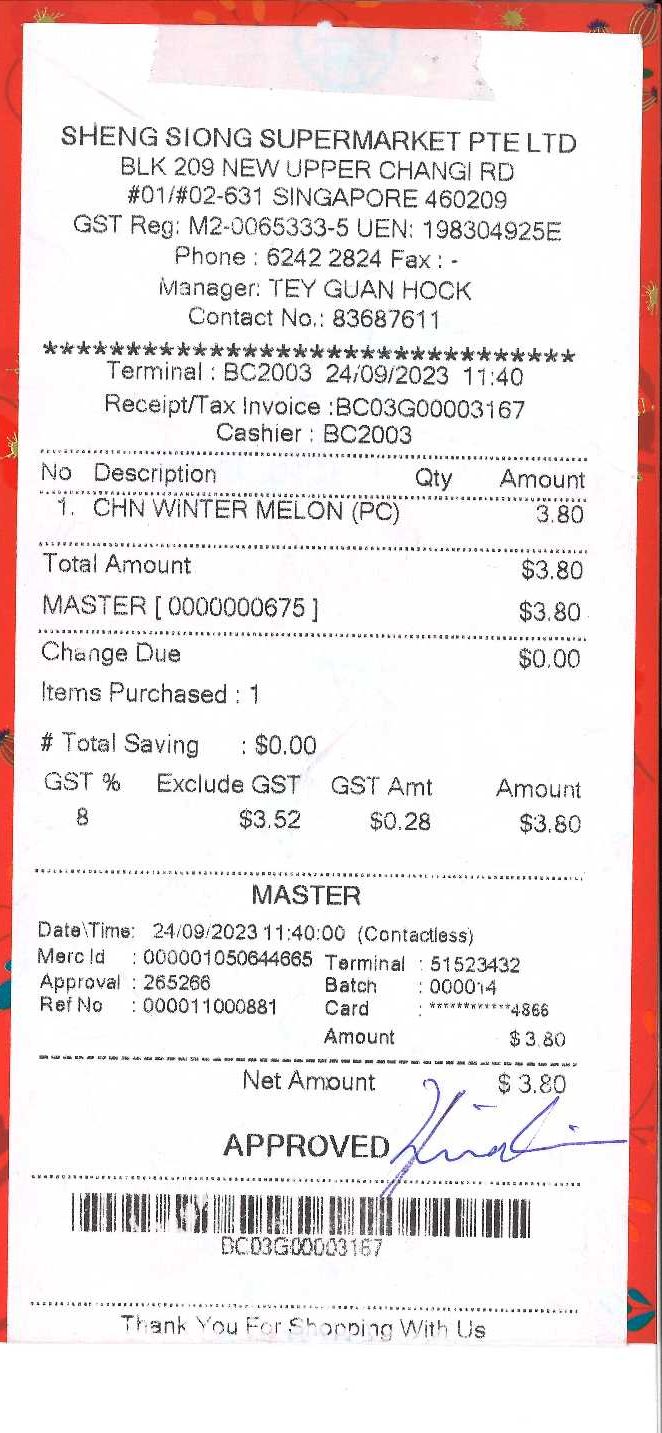 SHENG SIONG SUPERMARKET PTE LTD
BLK 209 NEW UPPER CHANGI RD
#01/#02-631 SINGAPORE 460209
GST Reg: M2-0065333-5 UEN: 198304925E
Phone : 6242 2824 Fax : -
Manager: TEY GUAN HOCK
Contact No.: 83687611
********************************
Terminal : BC2003 24/09/2023 11:40
Receipt/Tax Invoice :BC03G00003167
Cashier : BC2003
No Description Qty Amount
1. CHN WINTER MELON (PC) 3.80
Total Amount $3.80
MASTER [ 0000000675 ] $3.80
Change Due $0.00
Items Purchased : 1
# Total Saving : $0.00
GST % Exclude GST GST Amt Amount
8 $3.52 $0.28 $3.80
MASTER
Date\Time: 24/09/2023 11:40:00 (Contactless)
Merc Id : 000001050644665 Terminal : 51523432
Approval : 265266 Batch : 000014
Ref No : 000011000881 Card : ************4866
Amount $ 3.80
Net Amount $ 3.80
APPROVED
BC03G00003167
Thank You For Shopping With Us